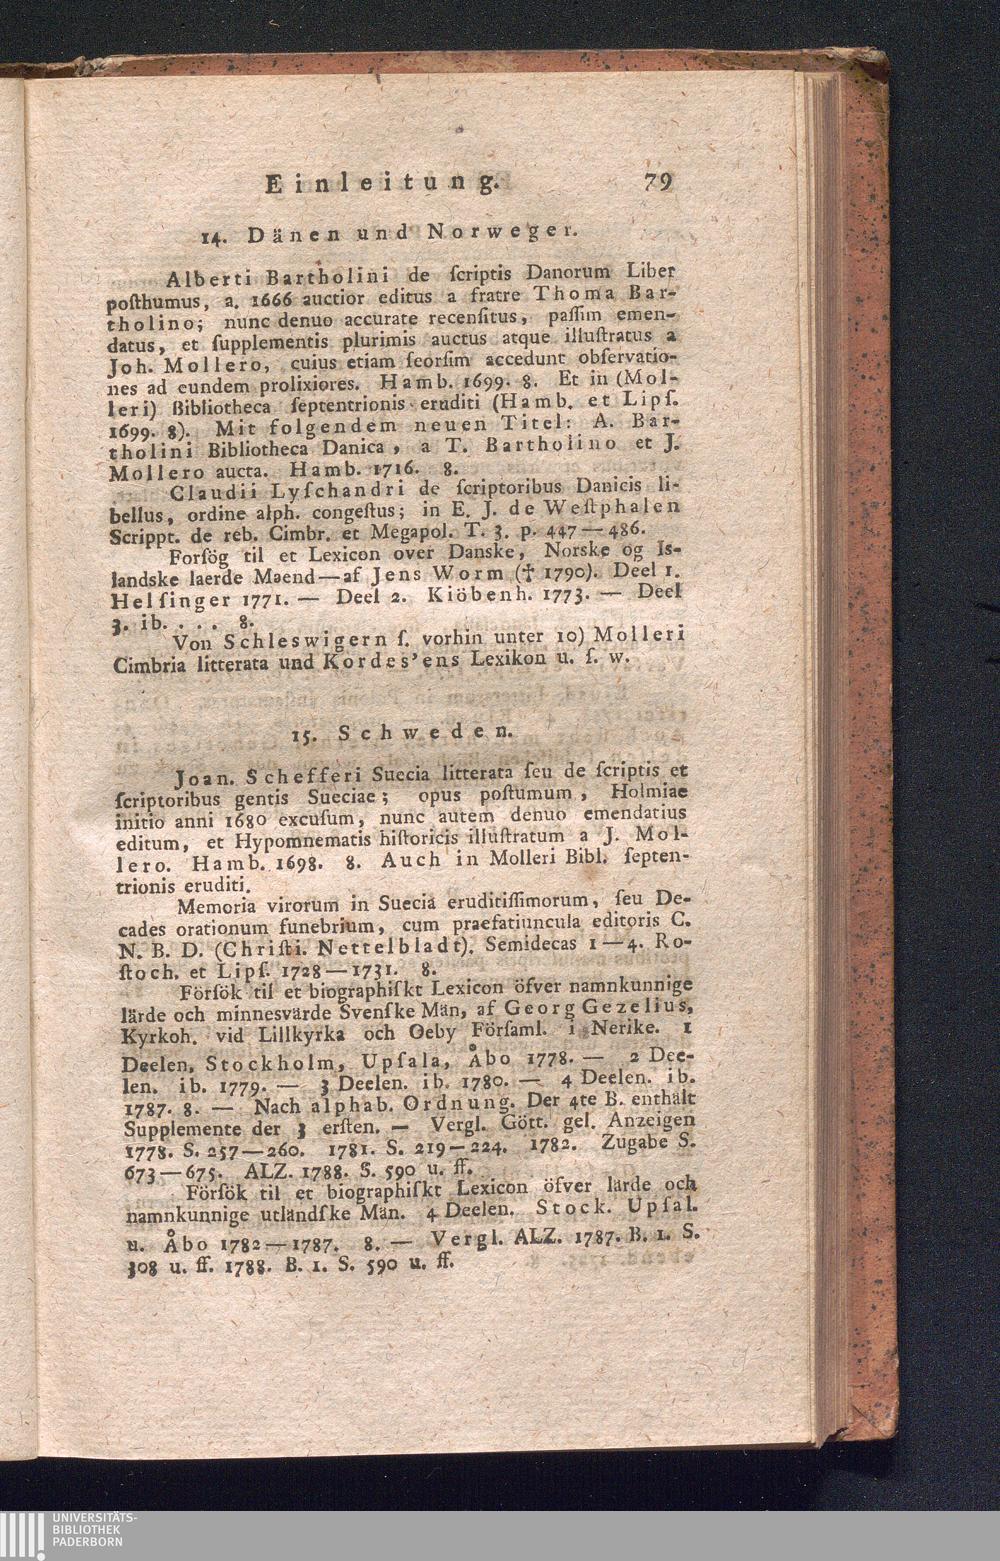 Einleitung. 79
14. Dänen und Norweger.
Alberti Bartholini de ſcriptis Danorum Liber
poſthumus, a. 1666 auctior editus a fratre Thoma Bar-
tholino; nunc denuo accurate recenſitus, paſſim emen-
datus, et ſupplementis plurimis auctus atque illuſtratus a
Joh. Mollero, cuius etiam ſeorſim accedunt obſervatio-
nes ad eundem prolixiores. Hamb. 1699. 8. Et in (Mol-
leri) Bibliotheca ſeptentrionis eruditi (Hamb. et Lipſ.
1699. 8). Mit folgendem neuen Titel: A. Bar-
tholini Bibliotheca Danica, a T. Bartholino et J.
Mollero aucta. Hamb. 1716. 8.
Claudii Lyſchandri de ſcriptoribus Danicis li-
bellus, ordine alph. congeſtus; in E. J. de Weſtphalen
Scrippt. de reb. Cimbr. et Megapol. T. 3. p. 447—486.
Forſög til et Lexicon over Danske, Norske og Is-
landske laerde Maend—af Jens Worm († 1790). Deel 1.
Helſinger 1771. — Deel 2. Kiöbenh. 1773. — Deel
3. ib. . . . 8.
Von Schleswigern ſ. vorhin unter 10) Molleri
Cimbria litterata und Kordes'ens Lexikon u. ſ. w.
15. Schweden.
Joan. Schefferi Suecia litterata ſeu de ſcriptis et
ſcriptoribus gentis Sueciae; opus poſtumum, Holmiae
initio anni 1680 excuſum, nunc autem denuo emendatius
editum, et Hypomnematis hiſtoricis illuſtratum a J. Mol-
lero. Hamb. 1698. 8. Auch in Molleri Bibl. ſepten-
trionis eruditi.
Memoria virorum in Suecia eruditiſſimorum, ſeu De-
cades orationum funebrium, cum praefatiuncula editoris C.
N. B. D. (Chriſti. Nettelbladt). Semidecas 1—4. Ro-
ſtoch. et Lipſ. 1728—1731. 8.
Förſök til et biographiſkt Lexicon öfver namnkunnige
lärde och minnesvärde Svenſke Män, af Georg Gezelius,
Kyrkoh. vid Lillkyrka och Geby Förſaml. i Nerike. 1
Deelen, Stockholm, Upſala, Åbo 1778. — 2 Dee-
len. ib. 1779. — 3 Deelen. ib. 1780. — 4 Deelen. ib.
1787. 8. — Nach alphab. Ordnung. Der 4te B. enthält
Supplemente der 3 erſten. — Vergl. Gött. gel. Anzeigen
1778. S. 257—260. 1781. S. 219—224. 1782. Zugabe S.
673—675. ALZ. 1788. S. 590 u. ff.
Förſök til et biographiſkt Lexicon öfver lärde och
namnkunnige utländſke Män. 4 Deelen. Stock. Upſal.
u. Åbo 1782—1787. 8. — Vergl. ALZ. 1787. B. 1. S.
308 u. ff. 1788. B. 1. S. 590 u. ff.
UNIVERSITÄTS-
BIBLIOTHEK
PADERBORN